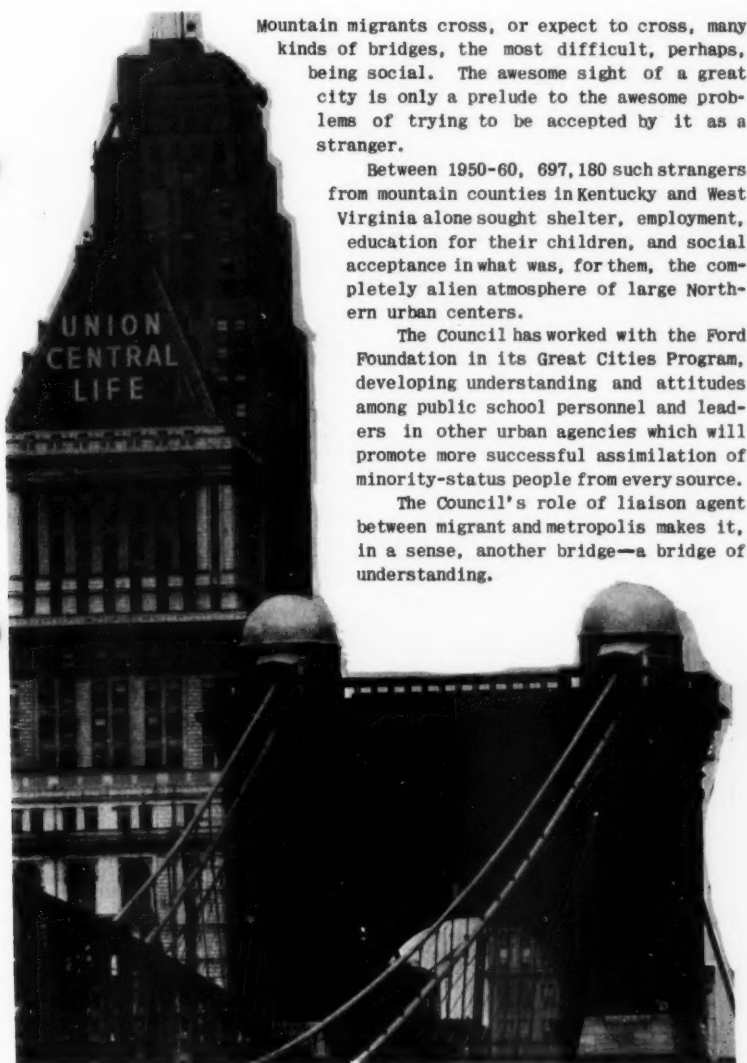 Mountain migrants cross, or expect to cross, many
kinds of bridges, the most difficult, perhaps,
being social. The awesome sight of a great
city is only a prelude to the awesome prob-
lems of trying to be accepted by it as a
stranger.
Between 1950-60, 697,180 such strangers
from mountain counties in Kentucky and West
Virginia alone sought shelter, employment,
education for their children, and social
acceptance in what was, for them, the com-
pletely alien atmosphere of large North-
ern urban centers.
The Council has worked with the Ford
Foundation in its Great Cities Program,
developing understanding and attitudes
among public school personnel and lead-
ers in other urban agencies which will
promote more successful assimilation of
minority-status people from every source.
The Council's role of liaison agent
between migrant and metropolis makes it,
in a sense, another bridge—a bridge of
understanding.
UNION
CENTRAL
LIFE